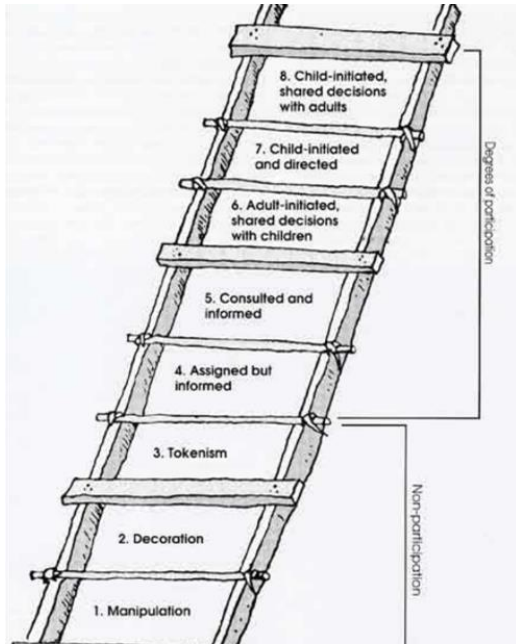 8. Child-initiated,
shared decisions
with adults
7. Child-initiated
and directed
6. Adult-initiated,
shared decisions
with children
5. Consulted and
informed
4. Assigned but
informed
3. Tokenism
2. Decoration
1. Manipulation
Degrees of participation
Non-participation